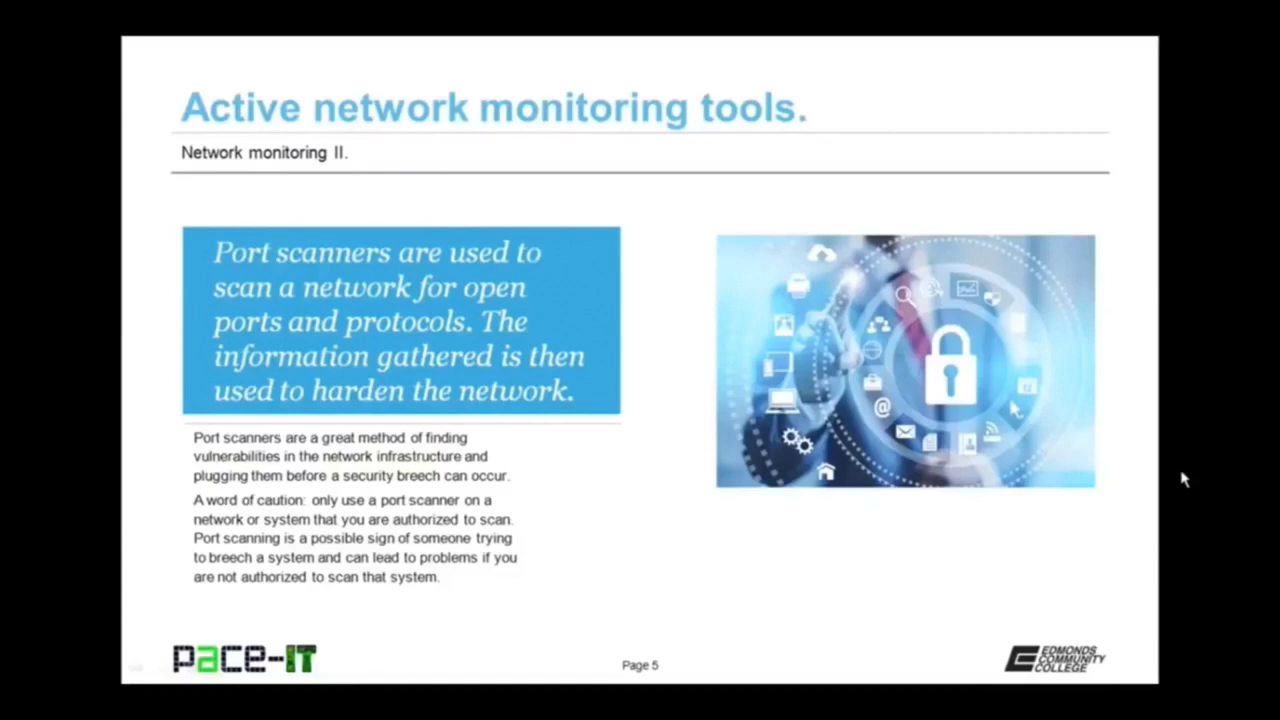 Active network monitoring tools.
Network monitoring II.
Port scanners are used to
scan a network for open
ports and protocols. The
information gathered is then
used to harden the network.
Port scanners are a great method of finding
vulnerabilities in the network infrastructure and
plugging them before a security breech can occur.
A word of caution: only use a port scanner on a
network or system that you are authorized to scan.
Port scanning is a possible sign of someone trying
to breech a system and can lead to problems if you
are not authorized to scan that system.
@
pace-IT
Page 5
EDMONDS
COMMUNITY
COLLEGE